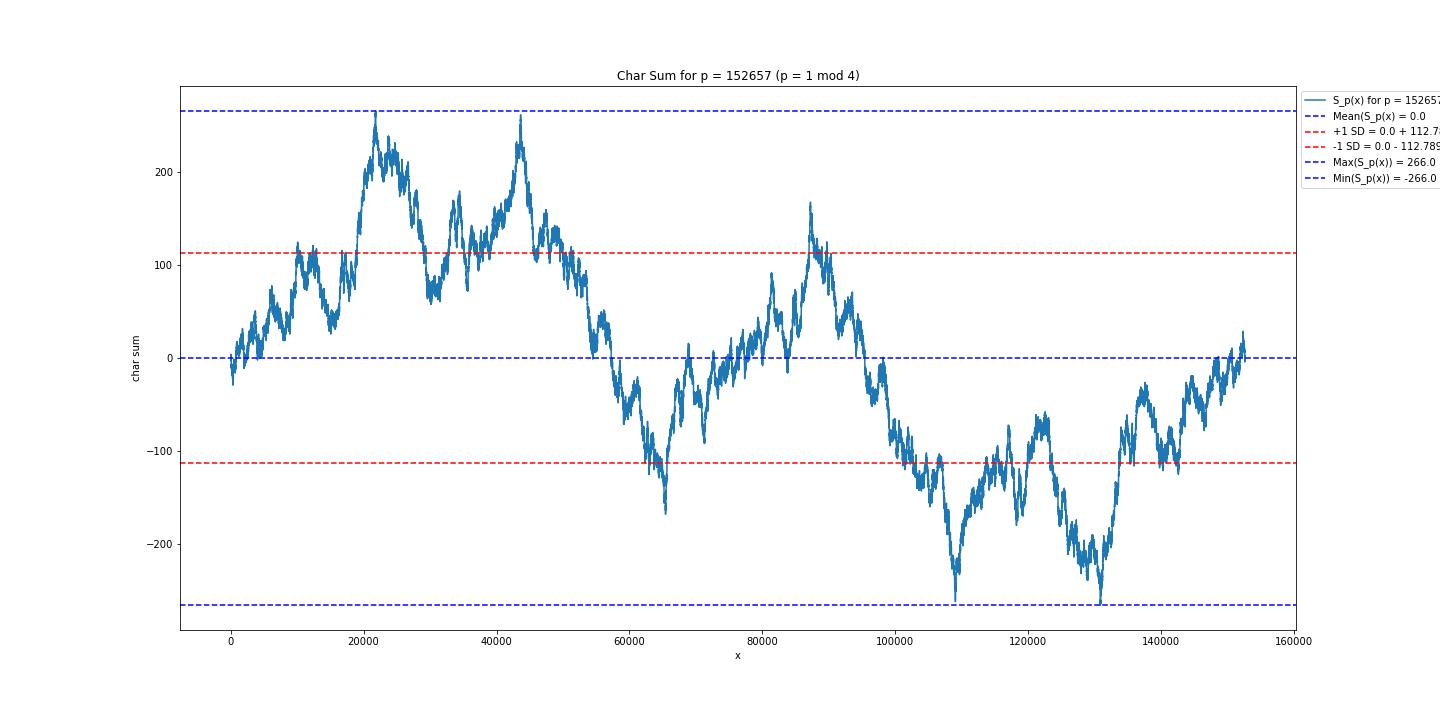 Char Sum for p = 152657 (p = 1 mod 4)
S_p(x) for p = 152657
Mean(S_p(x) = 0.0
+1 SD = 0.0 + 112.78
-1 SD = 0.0 - 112.789
Max(S_p(x)) = 266.0
Min(S_p(x)) = -266.0
char sum
200
100
0
−100
−200
0 20000 40000 60000 80000 100000 120000 140000 160000
x